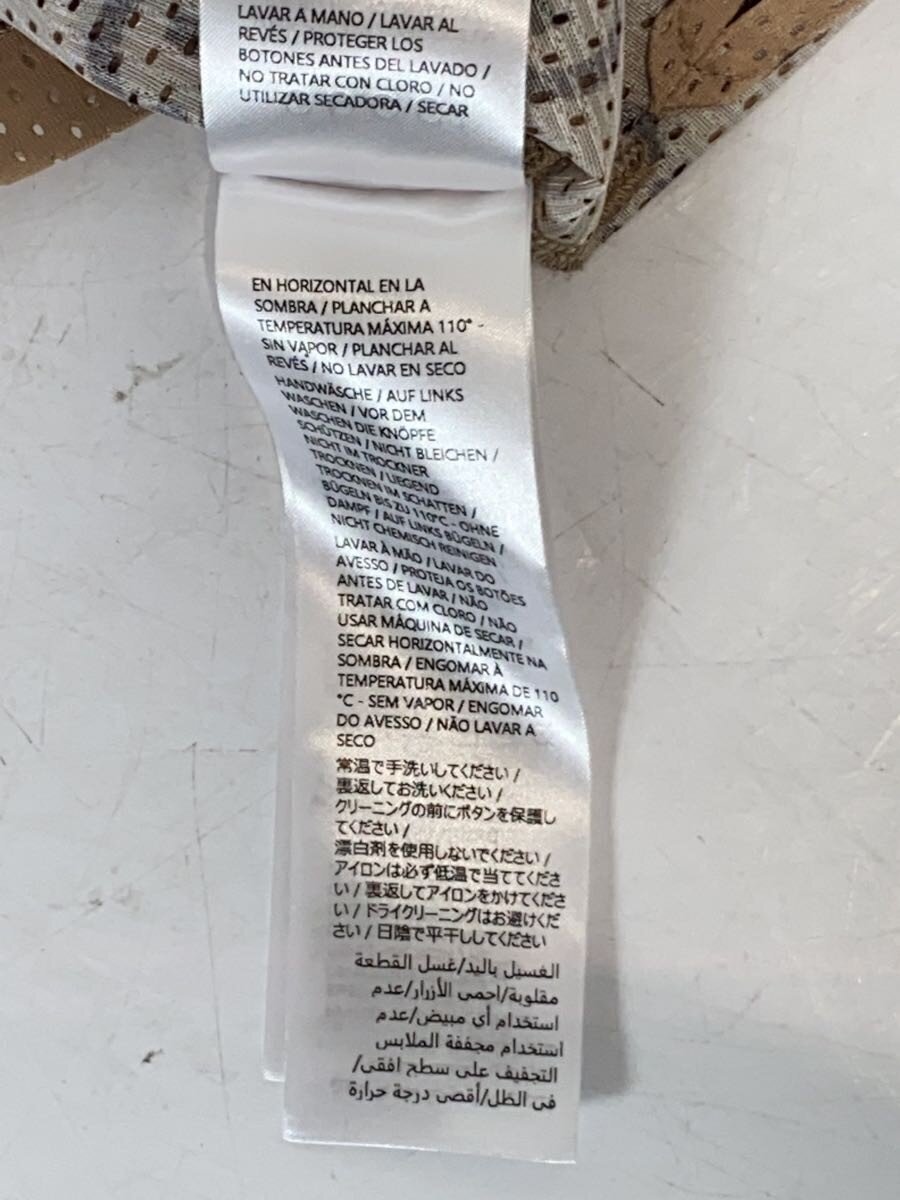 LAVAR A MANO / LAVAR AL
REVÉS / PROTEGER LOS
BOTONES ANTES DEL LAVADO /
NO TRATAR CON CLORO / NO
UTILIZAR SECADORA / SECAR
EN HORIZONTAL EN LA
SOMBRA / PLANCHAR A
TEMPERATURA MÁXIMA 110° -
SIN VAPOR / PLANCHAR AL
REVÉS / NO LAVAR EN SECO
HANDWÄSCHE / AUF LINKS
WASCHEN / VOR DEM
WASCHEN DIE KNÖPFE
SCHÜTZEN / NICHT BLEICHEN /
NICHT IM TROCKNER
TROCKNEN / LIEGEND
TROCKNEN IM SCHATTEN /
BÜGELN BIS ZU 110°C - OHNE
DAMPF / AUF LINKS BÜGELN /
NICHT CHEMISCH REINIGEN
LAVAR À MÃO / LAVAR DO
AVESSO / PROTEJA OS BOTÕES
ANTES DE LAVAR / NÃO
TRATAR COM CLORO / NÃO
USAR MÁQUINA DE SECAR /
SECAR HORIZONTALMENTE NA
SOMBRA / ENGOMAR À
TEMPERATURA MÁXIMA DE 110
°C - SEM VAPOR / ENGOMAR
DO AVESSO / NÃO LAVAR A
SECO
常温で手洗いしてください /
裏返してお洗いください /
クリーニングの前にボタンを保護し
てください /
漂白剤を使用しないでください /
アイロンは必ず低温で当ててくださ
い / 裏返してアイロンをかけてくださ
い / ドライクリーニングはお避けくだ
さい / 日陰で平干ししてください
الغسيل باليد/غسل القطعة
مقلوبة/احمى الأزرار/عدم
استخدام أي مبيض/عدم
استخدام مجففة الملابس
التجفيف على سطح افقى/
فى الظل/أقصى درجة حرارة